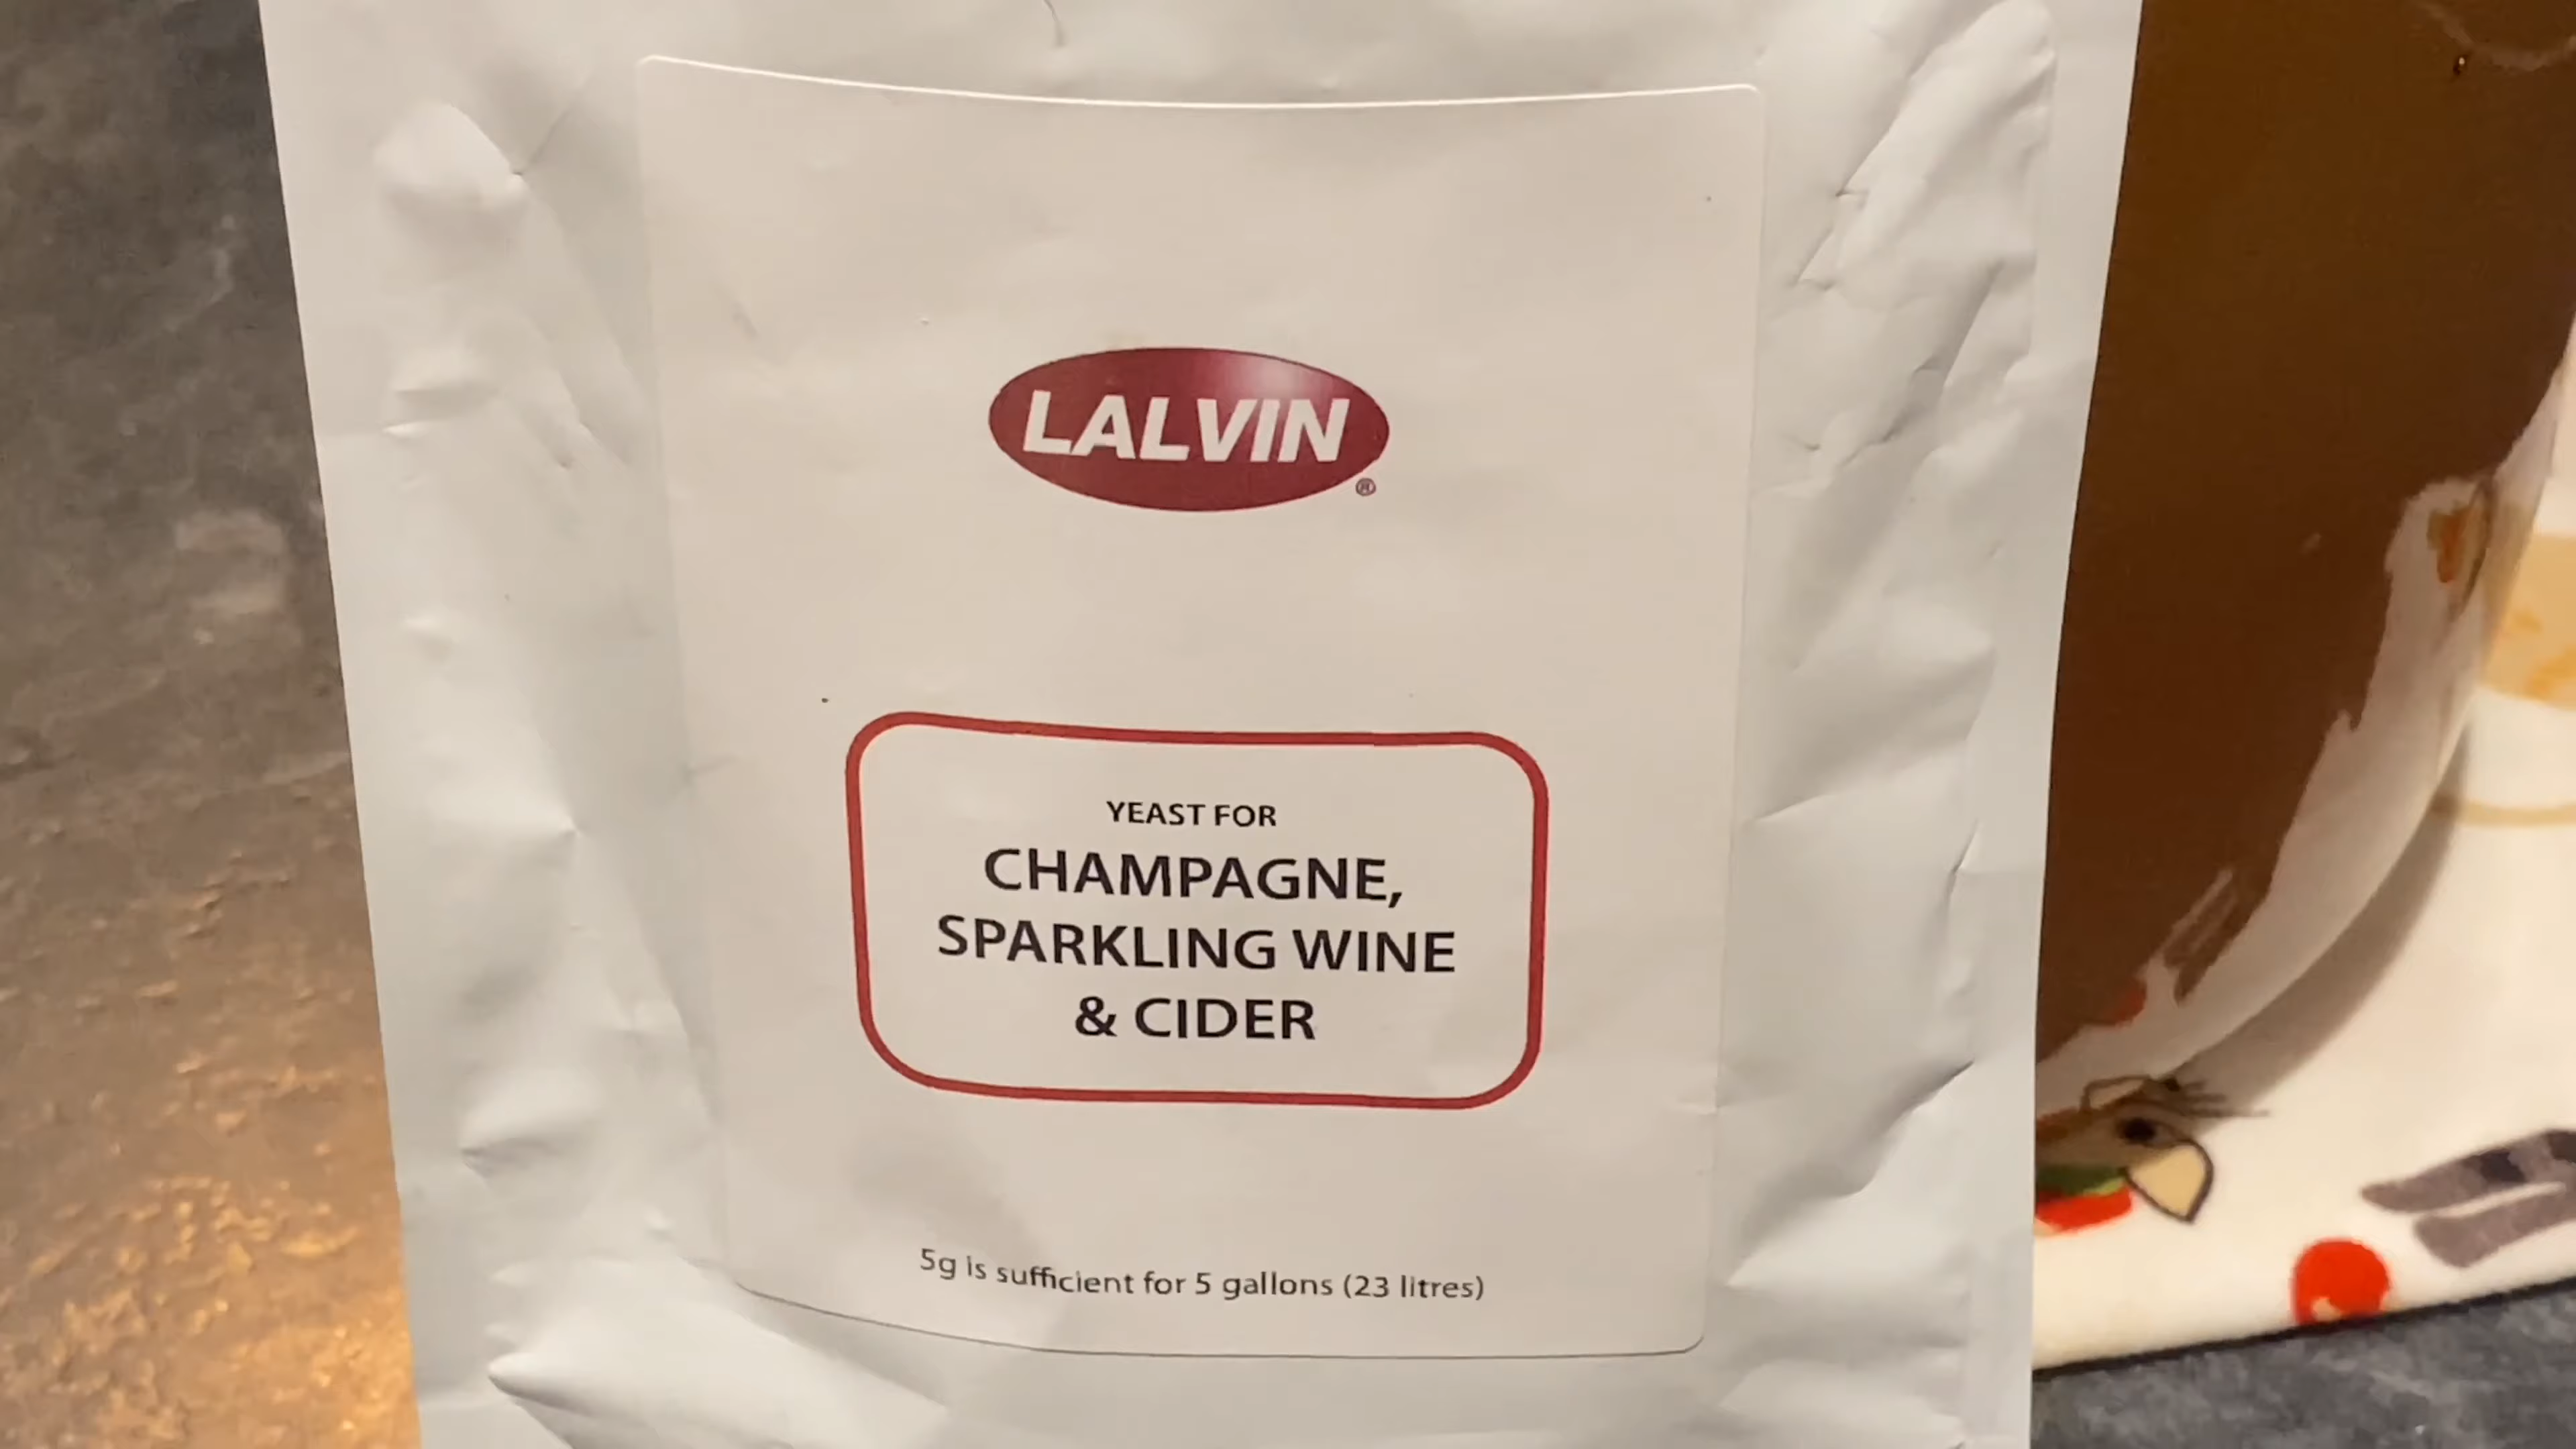 LALVIN
®
YEAST FOR
CHAMPAGNE,
SPARKLING WINE
& CIDER
5g is sufficient for 5 gallons (23 litres)